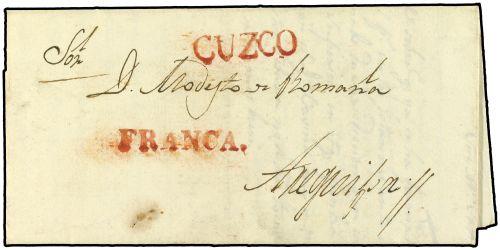 CUZCO
Sor
D. Modesto de Romaña
FRANCA.
Arequipa //